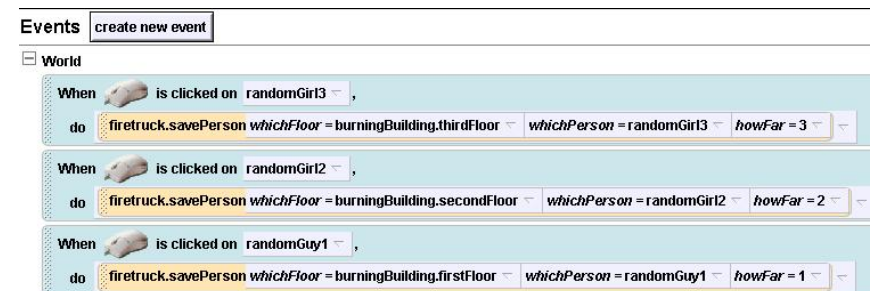 Events create new event
World
When is clicked on randomGirl3 ,
do firetruck.savePerson whichFloor = burningBuilding.thirdFloor whichPerson = randomGirl3 howFar = 3
When is clicked on randomGirl2 ,
do firetruck.savePerson whichFloor = burningBuilding.secondFloor whichPerson = randomGirl2 howFar = 2
When is clicked on randomGuy1 ,
do firetruck.savePerson whichFloor = burningBuilding.firstFloor whichPerson = randomGuy1 howFar = 1